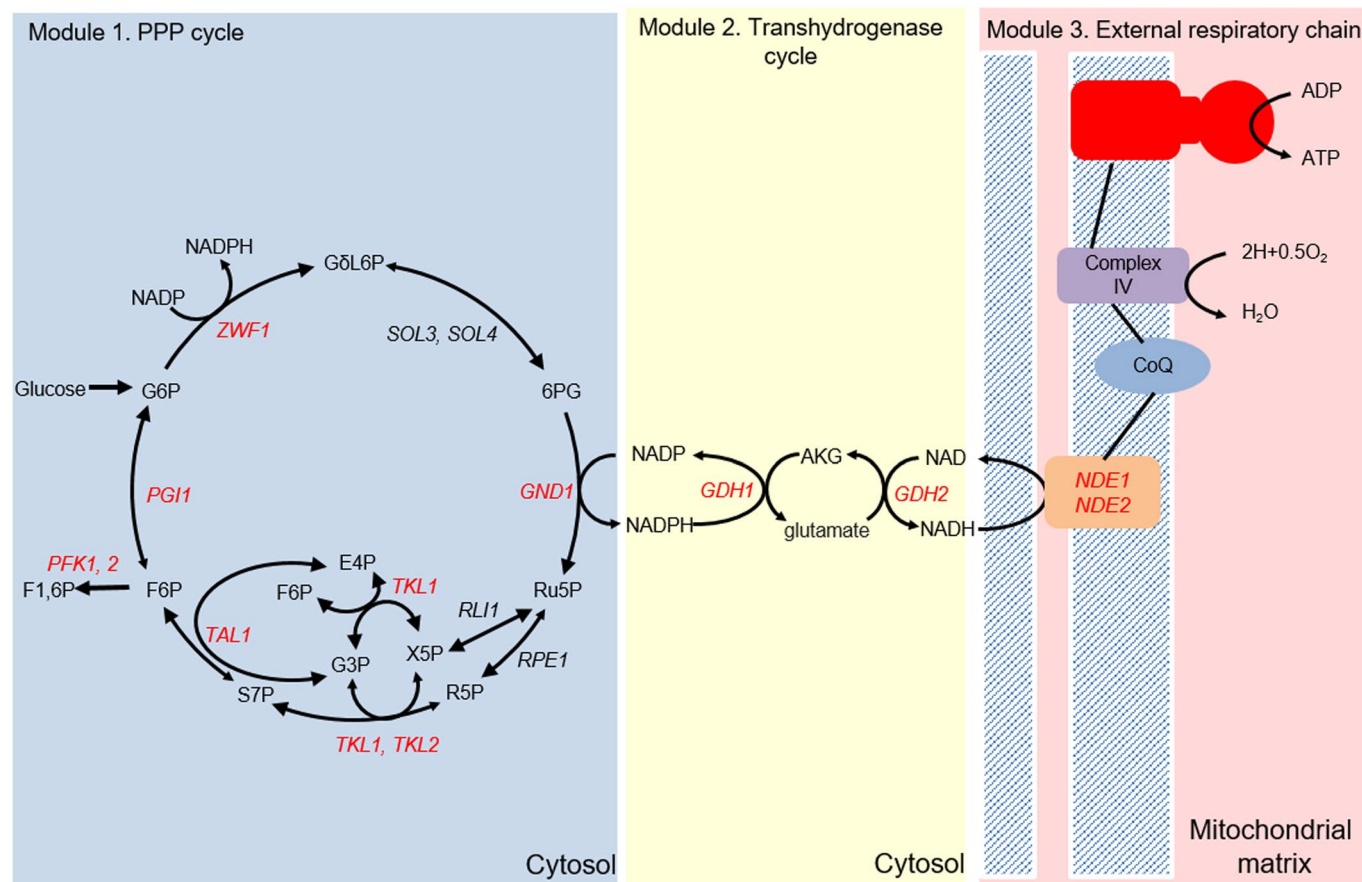 Module 1. PPP cycle
NADPH
NADP
GδL6P
ZWF1
SOL3, SOL4
Glucose
G6P
6PG
PGI1
GND1
PFK1, 2
F1,6P
F6P
E4P
F6P
TKL1
Ru5P
RLI1
TAL1
G3P
X5P
RPE1
S7P
R5P
TKL1, TKL2
Cytosol
Module 2. Transhydrogenase
cycle
NADP
AKG
NAD
GDH1
GDH2
NADPH
glutamate
NADH
Cytosol
Module 3. External respiratory chain
ADP
ATP
Complex
IV
2H+0.5O₂
H₂O
CoQ
NDE1
NDE2
Mitochondrial
matrix